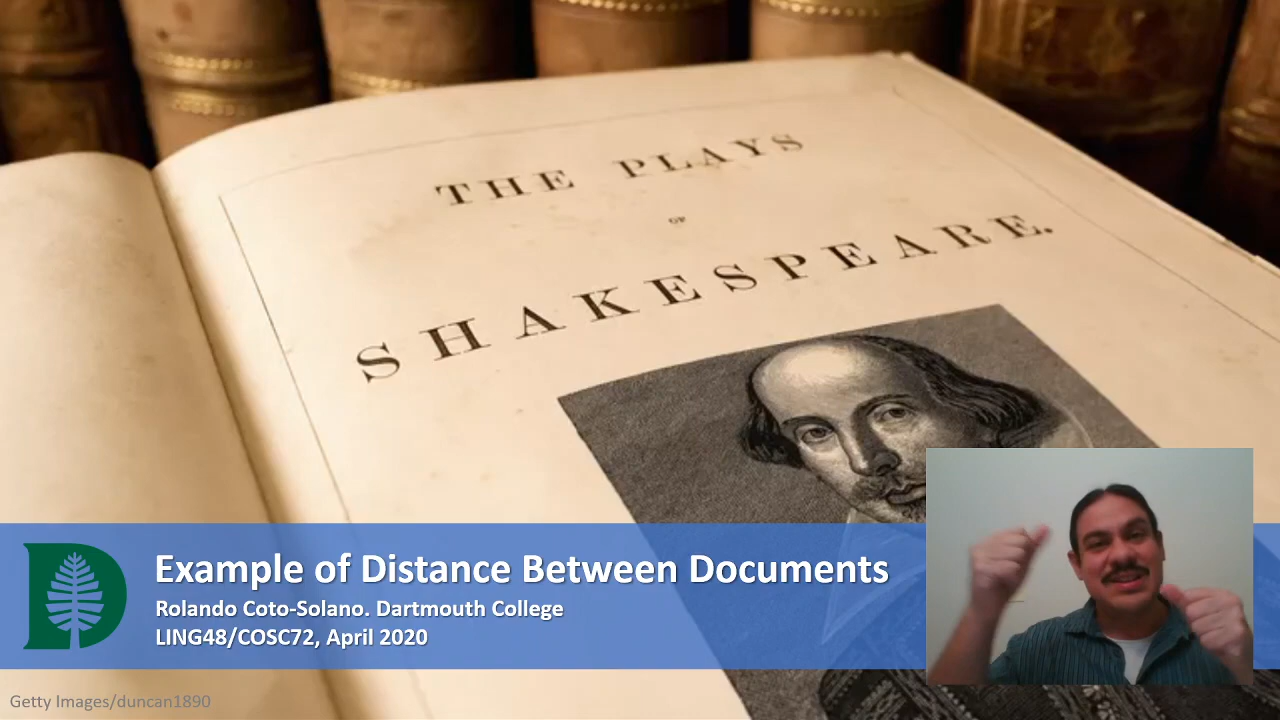 THE PLAYS
OF
SHAKESPEARE.
Example of Distance Between Documents
Rolando Coto-Solano. Dartmouth College
LING48/COSC72, April 2020
Getty Images/duncan1890